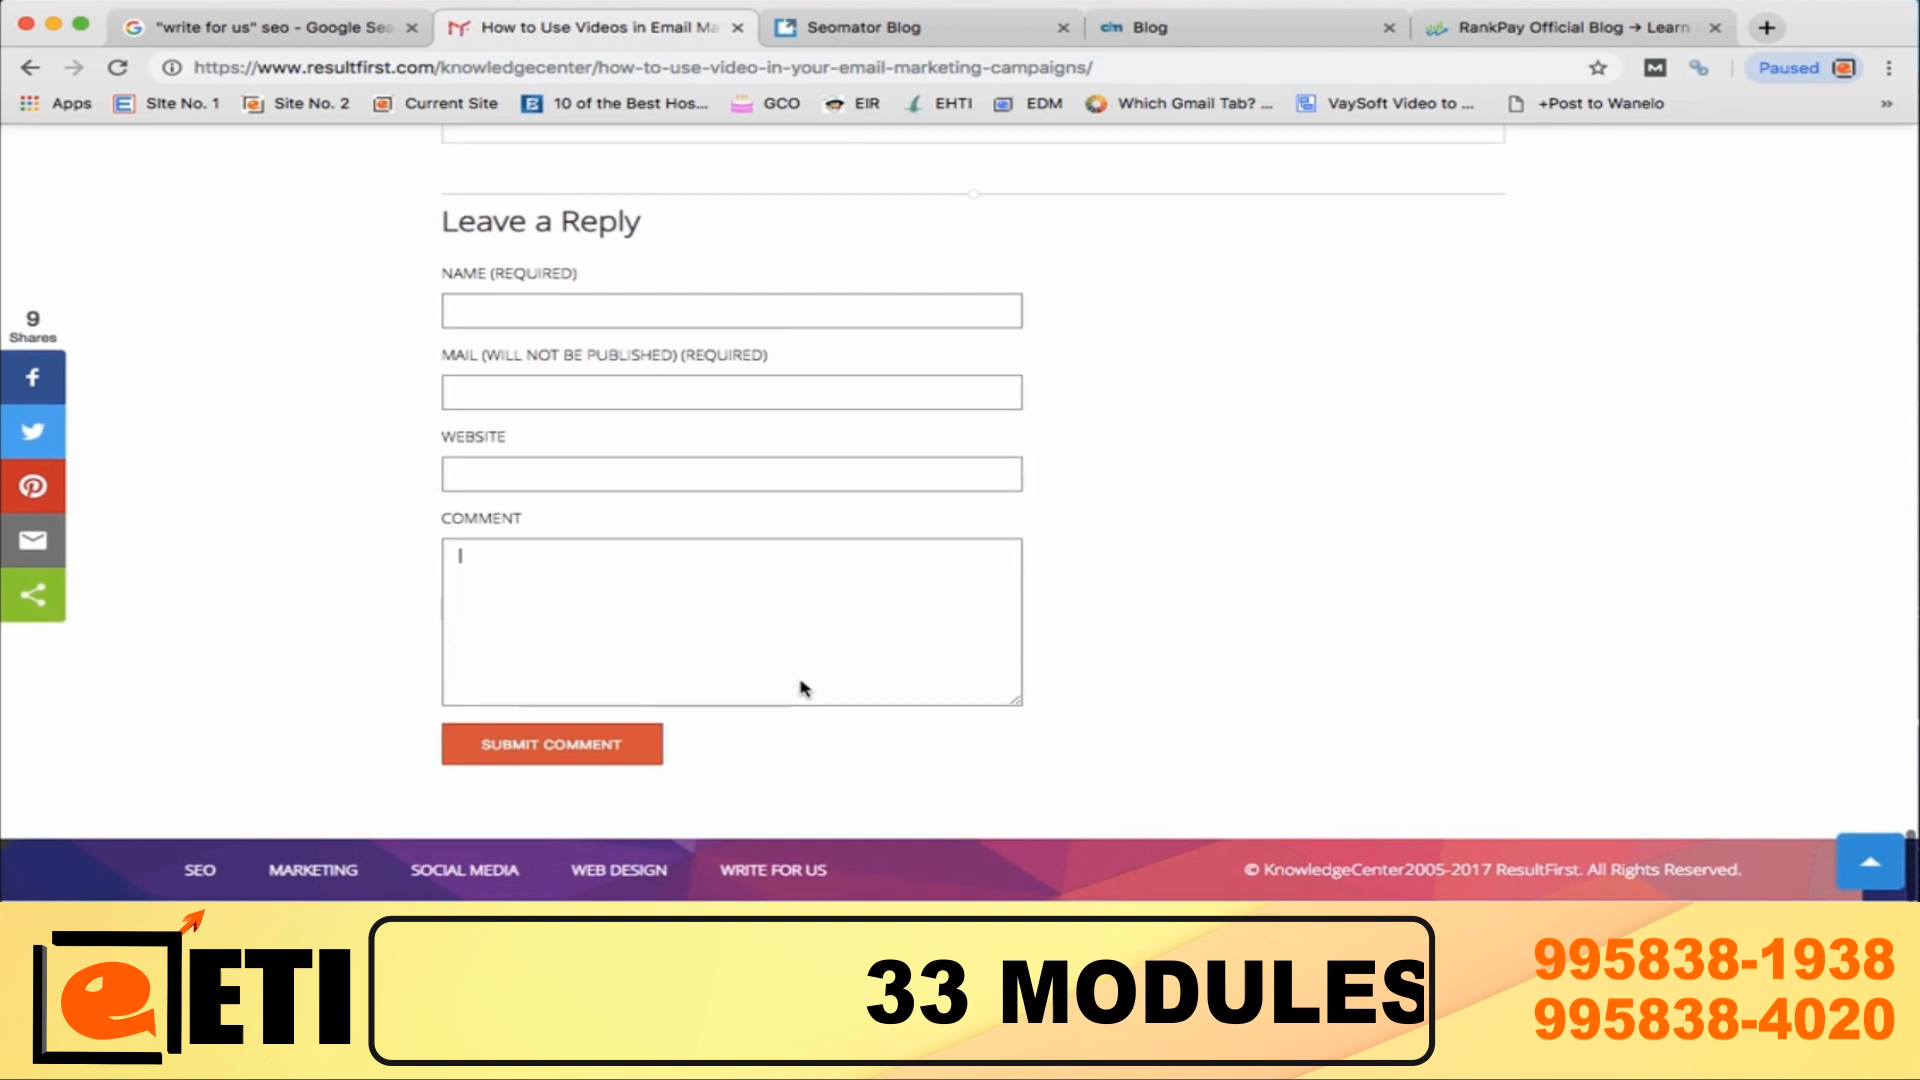 "write for us" seo - Google Sea
How to Use Videos in Email Ma
Seomator Blog
Blog
RankPay Official Blog → Learn
https://www.resultfirst.com/knowledgecenter/how-to-use-video-in-your-email-marketing-campaigns/
Paused
Apps
SIte No. 1
Site No. 2
Current Site
10 of the Best Hos...
GCO
EIR
EHTI
EDM
Which Gmail Tab? ...
VaySoft Video to ...
+Post to Wanelo
Leave a Reply
NAME (REQUIRED)
9
Shares
MAIL (WILL NOT BE PUBLISHED) (REQUIRED)
WEBSITE
COMMENT
SUBMIT COMMENT
SEO
MARKETING
SOCIAL MEDIA
WEB DESIGN
WRITE FOR US
© KnowledgeCenter2005-2017 ResultFirst. All Rights Reserved.
e ETI
33 MODULES
995838-1938
995838-4020